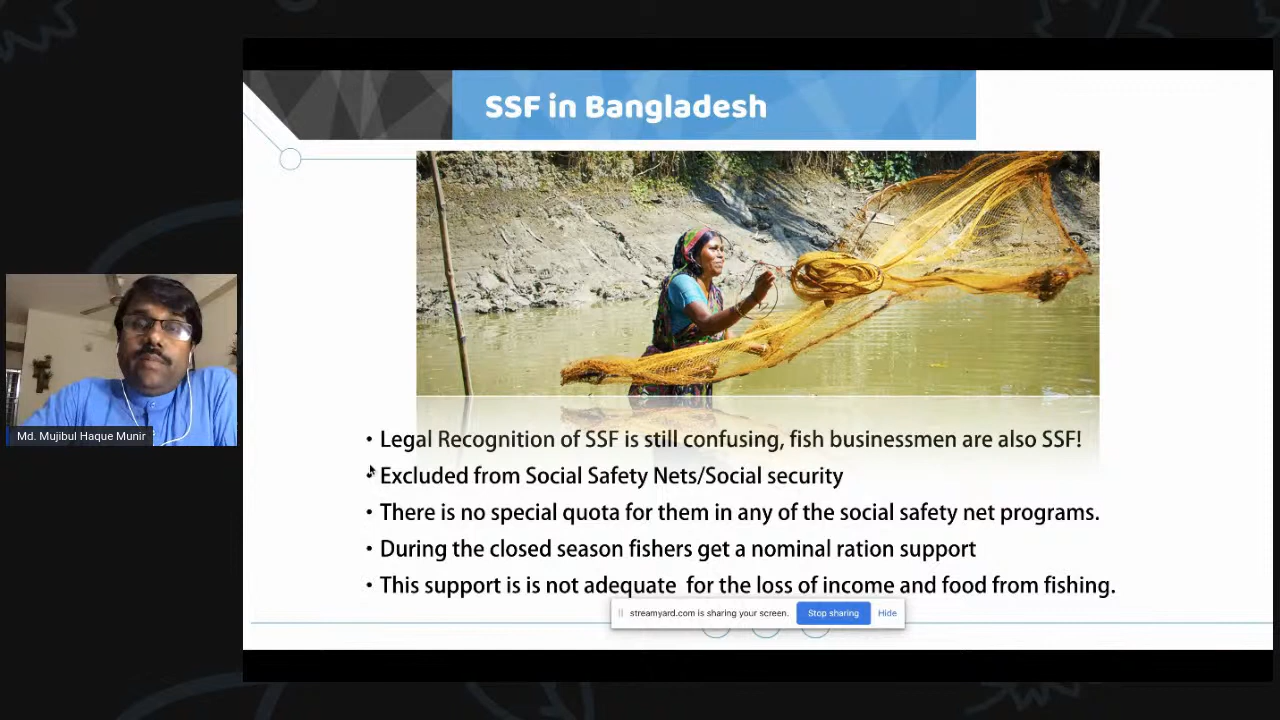 SSF in Bangladesh
Md. Mujibul Haque Munir
• Legal Recognition of SSF is still confusing, fish businessmen are also SSF!
• Excluded from Social Safety Nets/Social security
• There is no special quota for them in any of the social safety net programs.
• During the closed season fishers get a nominal ration support
• This support is is not adequate for the loss of income and food from fishing.
streamyard.com is sharing your screen. Stop sharing Hide